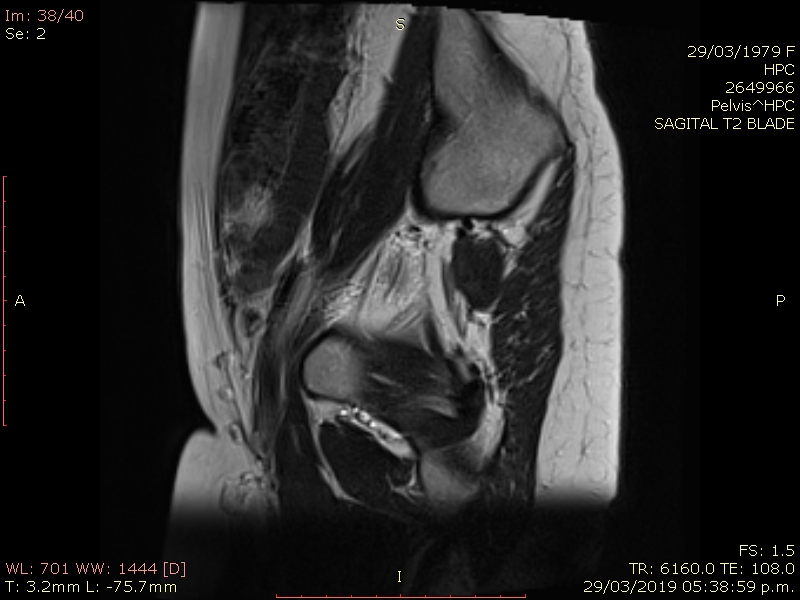 Im: 38/40
Se: 2
S
29/03/1979 F
HPC
2649966
Pelvis^HPC
SAGITAL T2 BLADE
A
P
WL: 701 WW: 1444 [D]
T: 3.2mm L: -75.7mm
I
FS: 1.5
TR: 6160.0 TE: 108.0
29/03/2019 05:38:59 p.m.